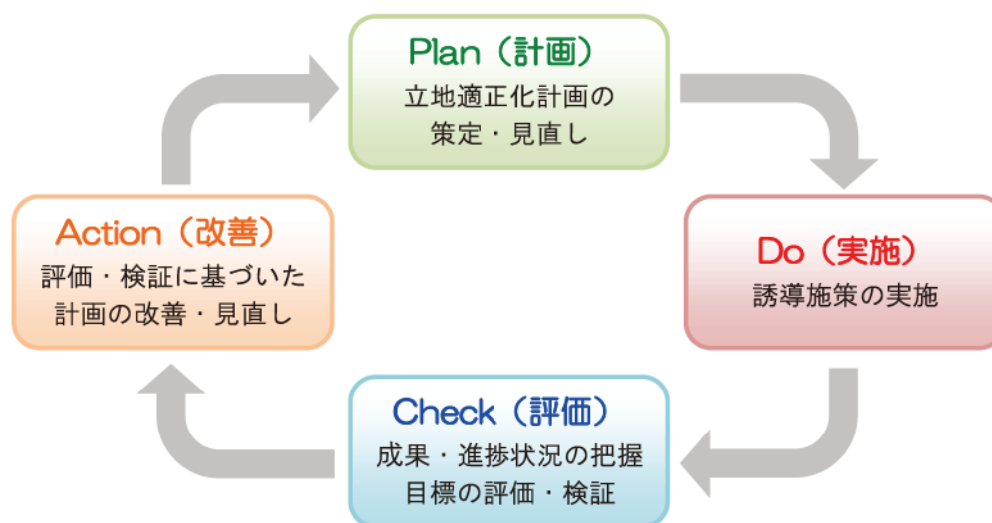 Plan（計画）
立地適正化計画の
策定・見直し
Do（実施）
誘導施策の実施
Check（評価）
成果・進捗状況の把握
目標の評価・検証
Action（改善）
評価・検証に基づいた
計画の改善・見直し